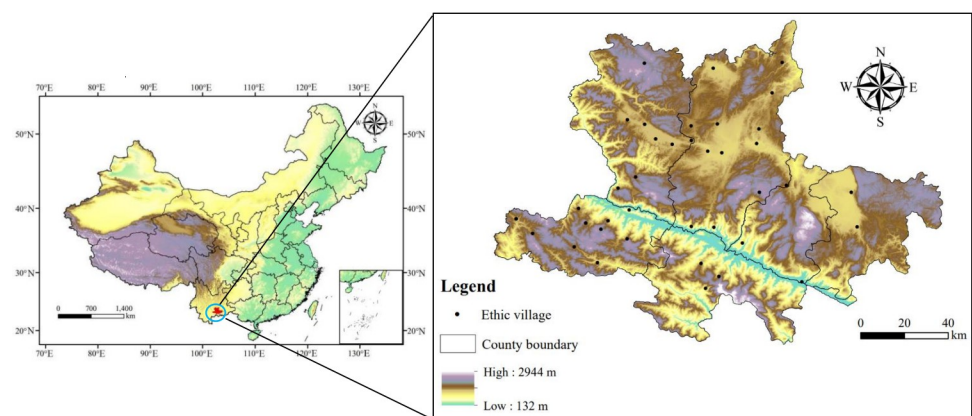 70°E 80°E 90°E 100°E 110°E 120°E 130°E
50°N 50°N
40°N 40°N
30°N 30°N
20°N 20°N
70°E 80°E 90°E 100°E 110°E 120°E 130°E
N
W E
S
0 700 1,400
km
N
W E
S
Legend
Ethic village
County boundary
High : 2944 m
Low : 132 m
0 20 40
km